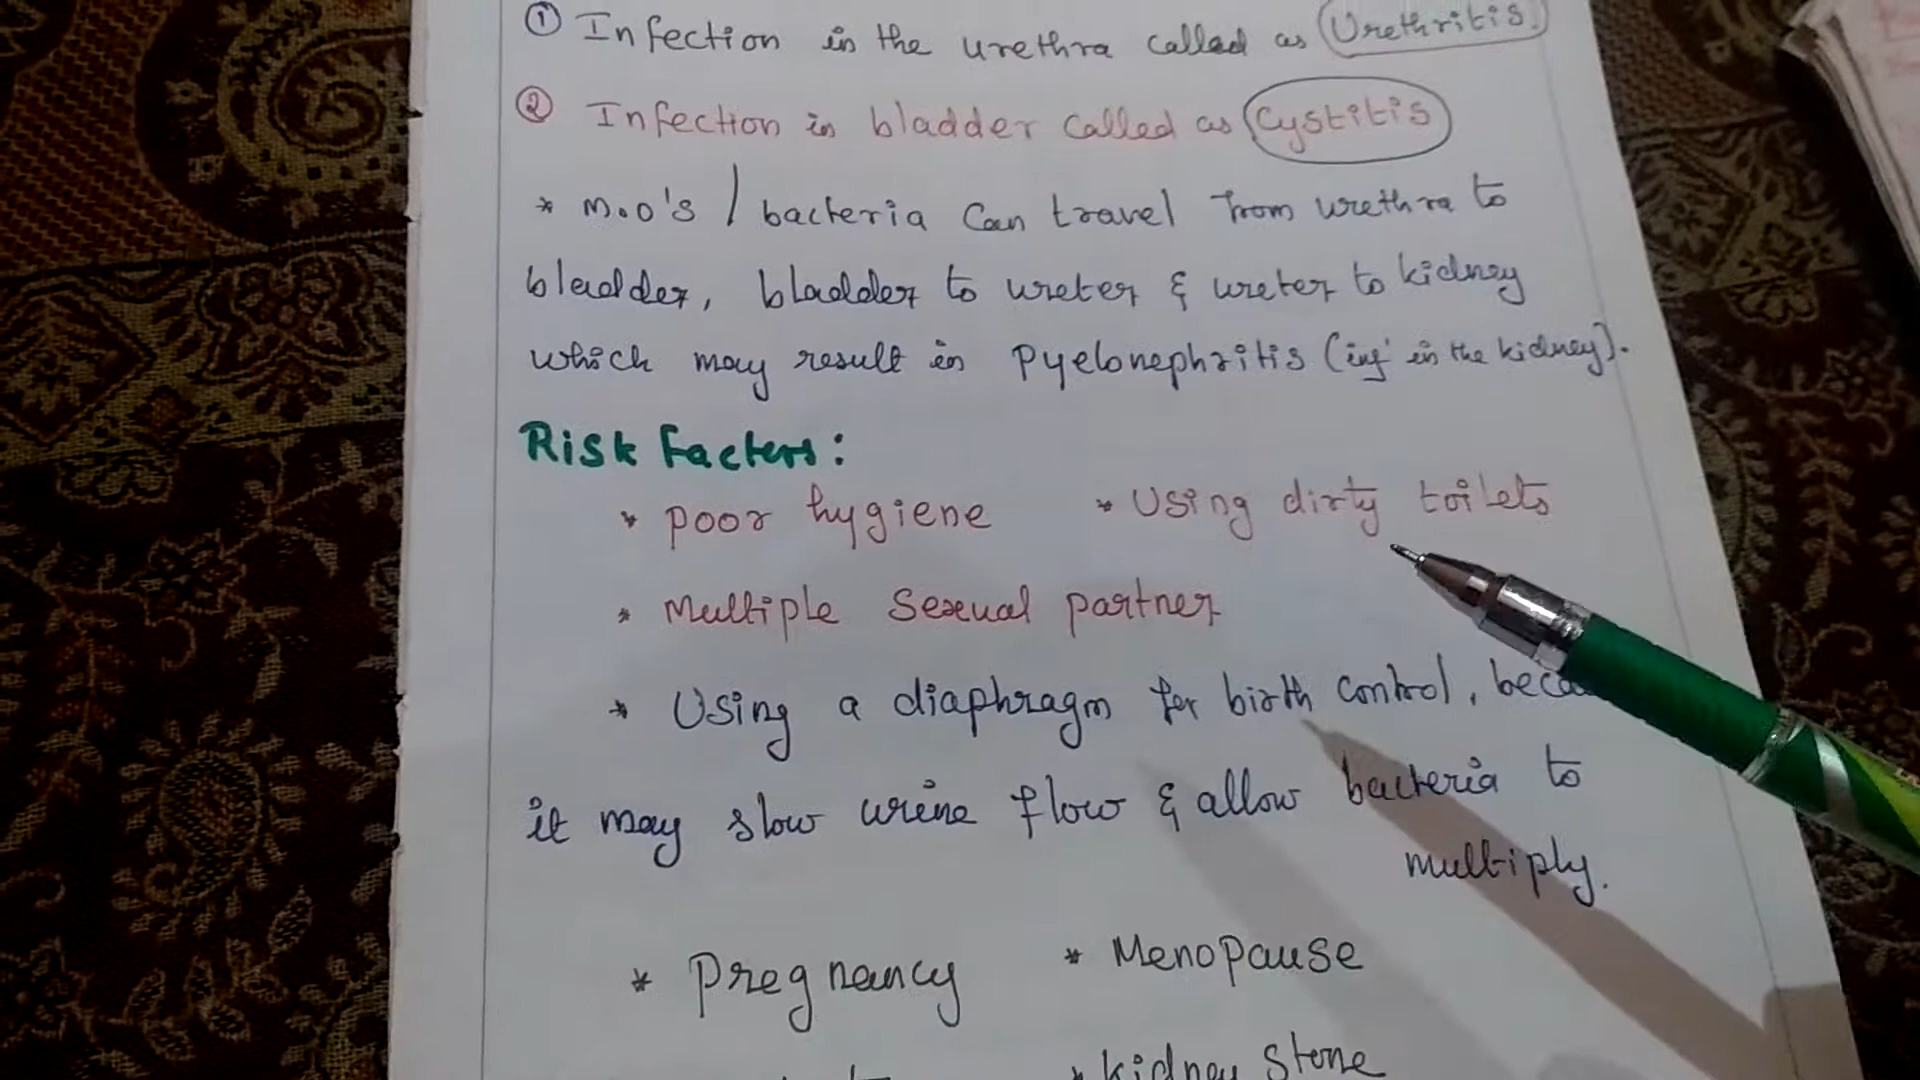 ① Infection in the urethra called as Urethritis.
② Infection in bladder called as Cystitis
* m.o's / bacteria can travel from urethra to
bladder, bladder to ureter & ureter to kidney
which may result in Pyelonephritis (inf' in the kidney).
Risk Factors:
* Poor hygiene * Using dirty toilets
* Multiple Sexual partner
* Using a diaphragm for birth control,
it may slow urine flow & allow bacteria to
multiply.
* Pregnancy * Menopause
* kidney stone